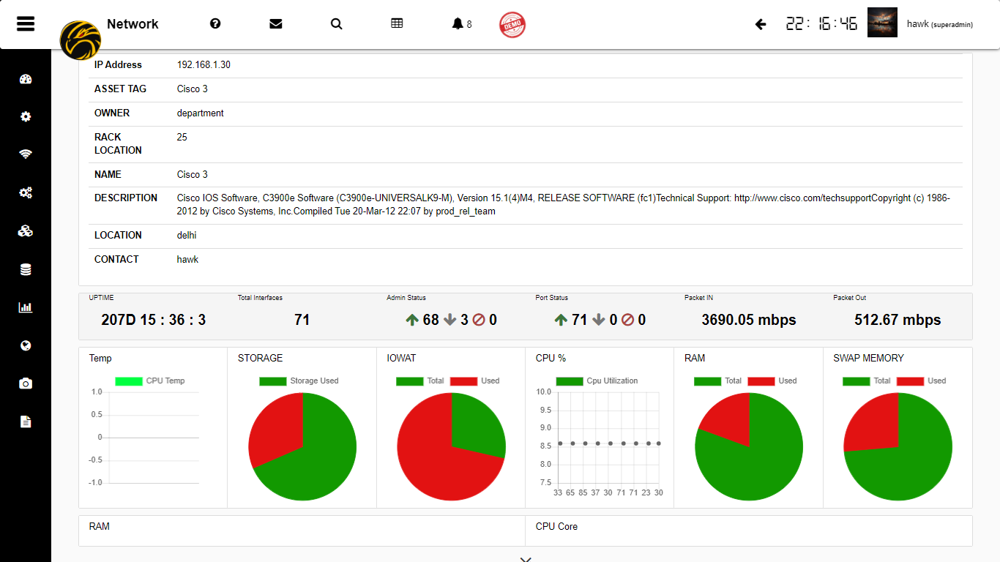 Network
8
DEMO
22:16:46
hawk (superadmin)
IP Address 192.168.1.30
ASSET TAG Cisco 3
OWNER department
RACK LOCATION 25
NAME Cisco 3
DESCRIPTION Cisco IOS Software, C3900e Software (C3900e-UNIVERSALK9-M), Version 15.1(4)M4, RELEASE SOFTWARE (fc1)Technical Support: http://www.cisco.com/techsupportCopyright (c) 1986-
2012 by Cisco Systems, Inc.Compiled Tue 20-Mar-12 22:07 by prod_rel_team
LOCATION delhi
CONTACT hawk
UPTIME Total Interfaces Admin Status Port Status Packet IN Packet Out
207D 15 : 36 : 3 71 68 3 0 71 0 0 3690.05 mbps 512.67 mbps
Temp STORAGE IOWAT CPU % RAM SWAP MEMORY
CPU Temp Storage Used Total Used Cpu Utilization Total Used Total Used
1.0 10.0
0.5 9.5
9.0
0 8.5
-0.5 8.0
-1.0 7.5
33 65 85 37 30 71 71 23 30
RAM CPU Core